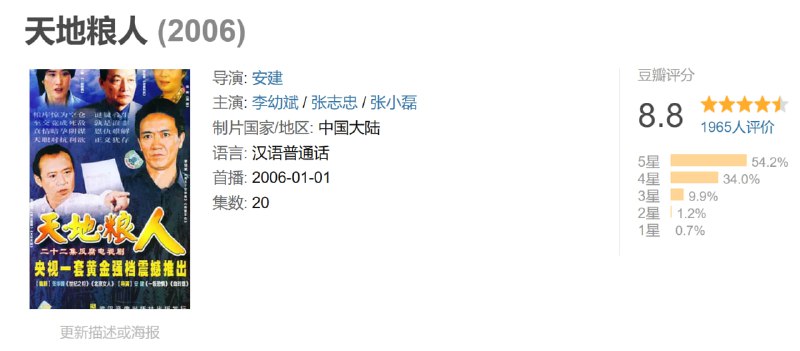 天地粮人 (2006)
导演: 安建
主演: 李幼斌 / 张志忠 / 张小磊
制片国家/地区: 中国大陆
语言: 汉语普通话
首播: 2006-01-01
集数: 20
豆瓣评分
8.8
1965人评价
5星 54.2%
4星 34.0%
3星 9.9%
2星 1.2%
1星 0.7%
天地·粮人
二十二集反腐电视剧
央视一套黄金强档震撼推出
更新描述或海报